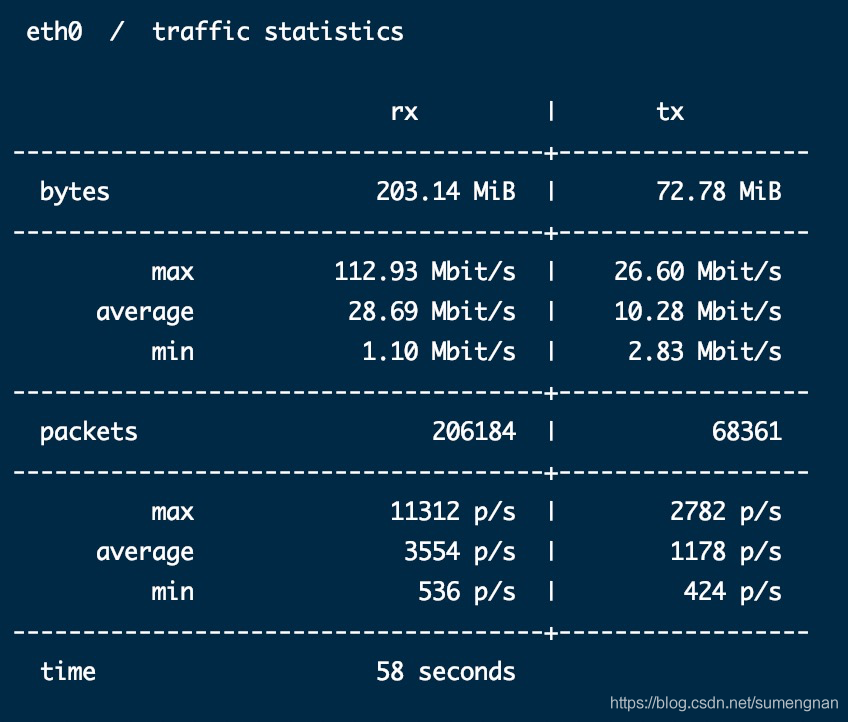 eth0 / traffic statistics
rx | tx
--------------------------------------+------------------
bytes 203.14 MiB | 72.78 MiB
--------------------------------------+------------------
max 112.93 Mbit/s | 26.60 Mbit/s
average 28.69 Mbit/s | 10.28 Mbit/s
min 1.10 Mbit/s | 2.83 Mbit/s
--------------------------------------+------------------
packets 206184 | 68361
--------------------------------------+------------------
max 11312 p/s | 2782 p/s
average 3554 p/s | 1178 p/s
min 536 p/s | 424 p/s
--------------------------------------+------------------
time 58 seconds
https://blog.csdn.net/sumengnan